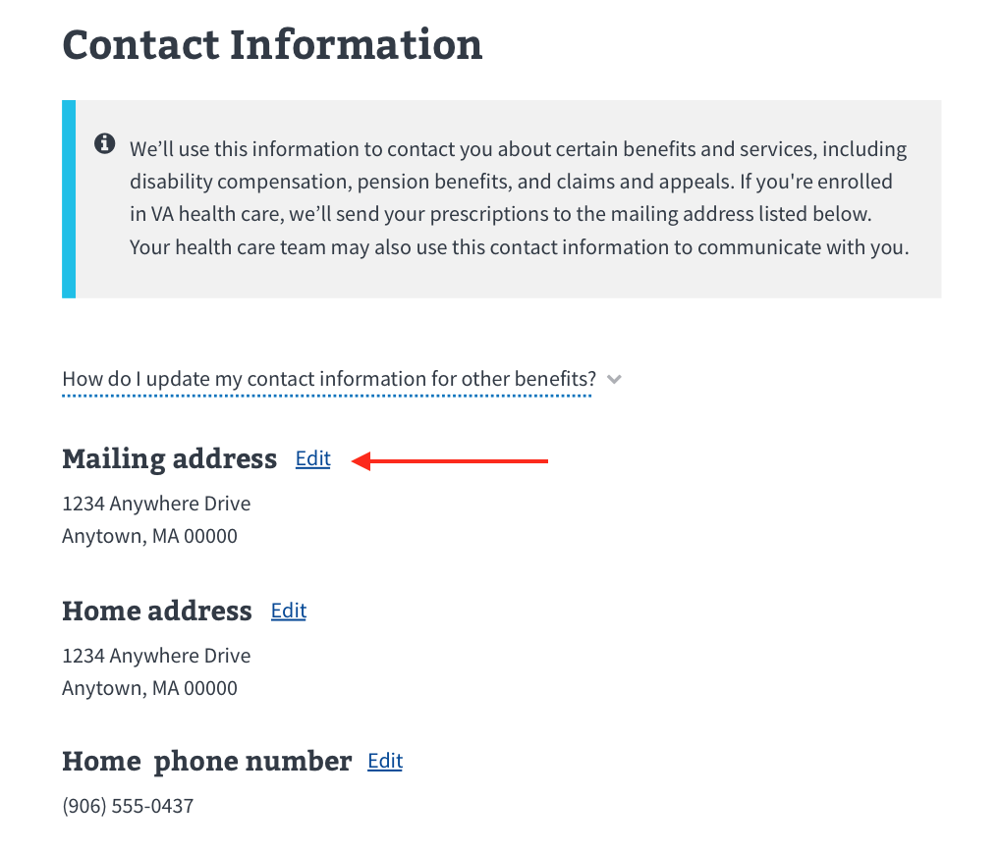 Contact Information
We’ll use this information to contact you about certain benefits and services, including
disability compensation, pension benefits, and claims and appeals. If you're enrolled
in VA health care, we’ll send your prescriptions to the mailing address listed below.
Your health care team may also use this contact information to communicate with you.
How do I update my contact information for other benefits?
Mailing address Edit
1234 Anywhere Drive
Anytown, MA 00000
Home address Edit
1234 Anywhere Drive
Anytown, MA 00000
Home phone number Edit
(906) 555-0437